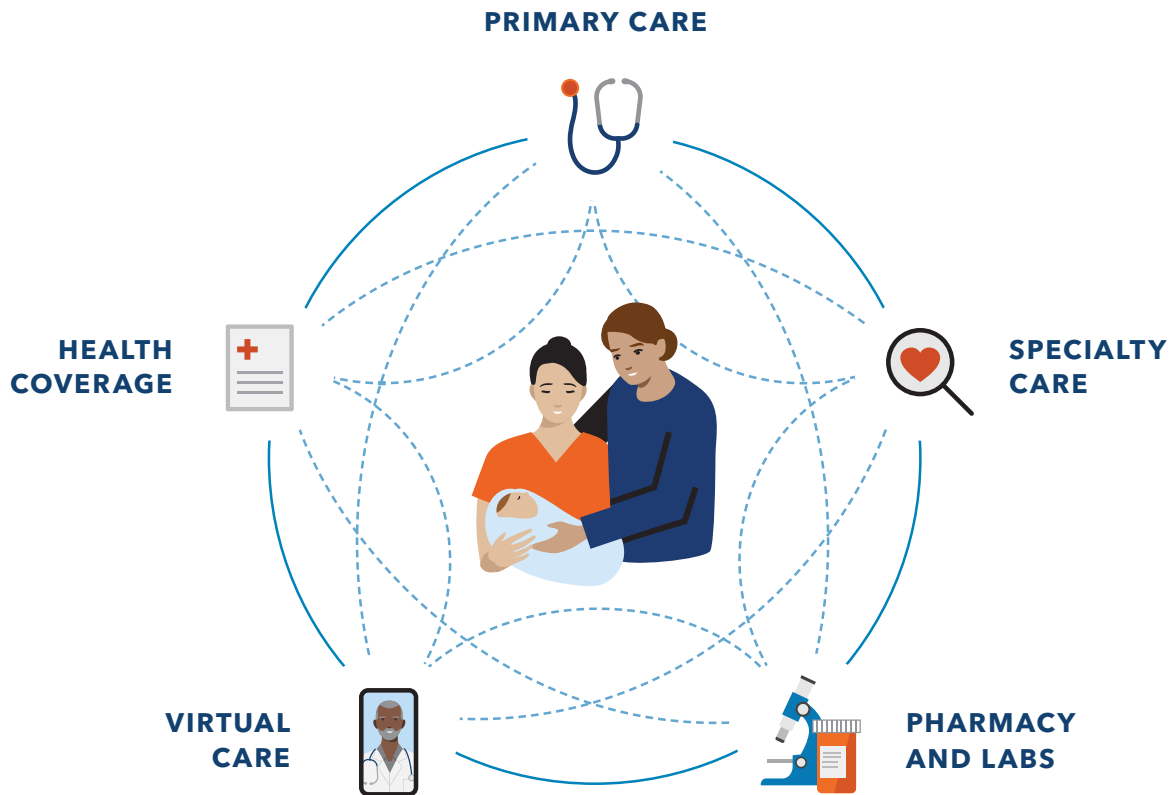 PRIMARY CARE
HEALTH
COVERAGE
SPECIALTY
CARE
VIRTUAL
CARE
PHARMACY
AND LABS